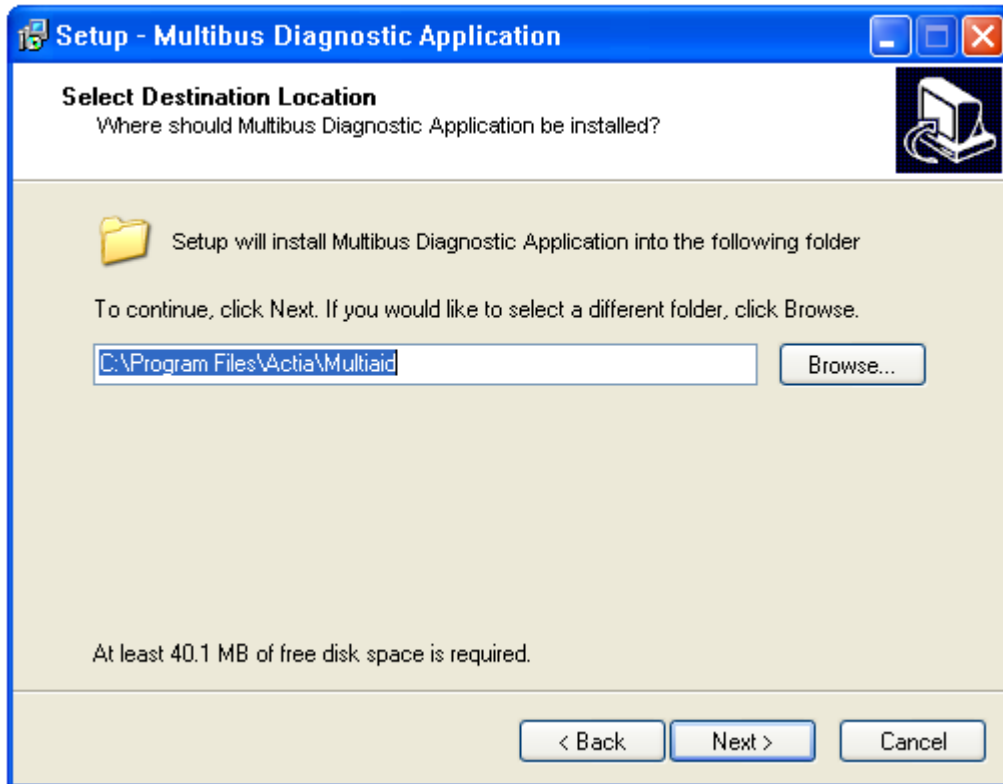 Setup - Multibus Diagnostic Application
Select Destination Location
Where should Multibus Diagnostic Application be installed?
Setup will install Multibus Diagnostic Application into the following folder
To continue, click Next. If you would like to select a different folder, click Browse.
C:\Program Files\Actia\Multiaid
Browse...
At least 40.1 MB of free disk space is required.
< Back
Next >
Cancel